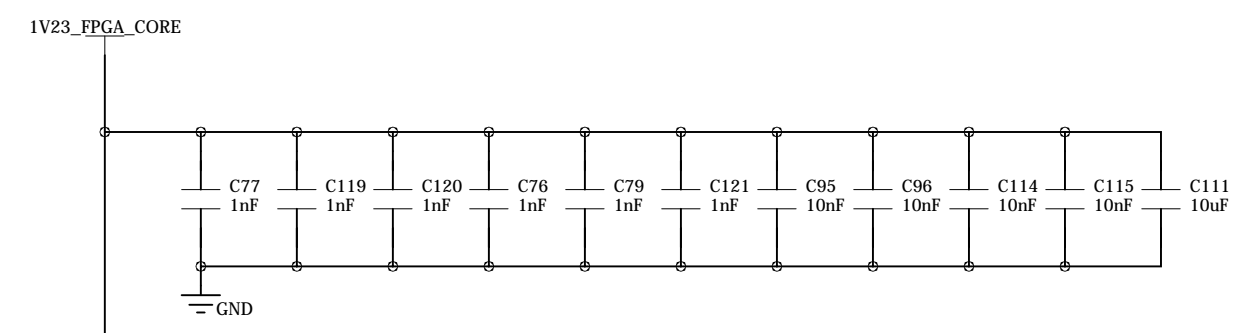 1V23_FPGA_CORE
C77 C119 C120 C76 C79 C121 C95 C96 C114 C115 C111
1nF 1nF 1nF 1nF 1nF 1nF 10nF 10nF 10nF 10nF 10uF
GND